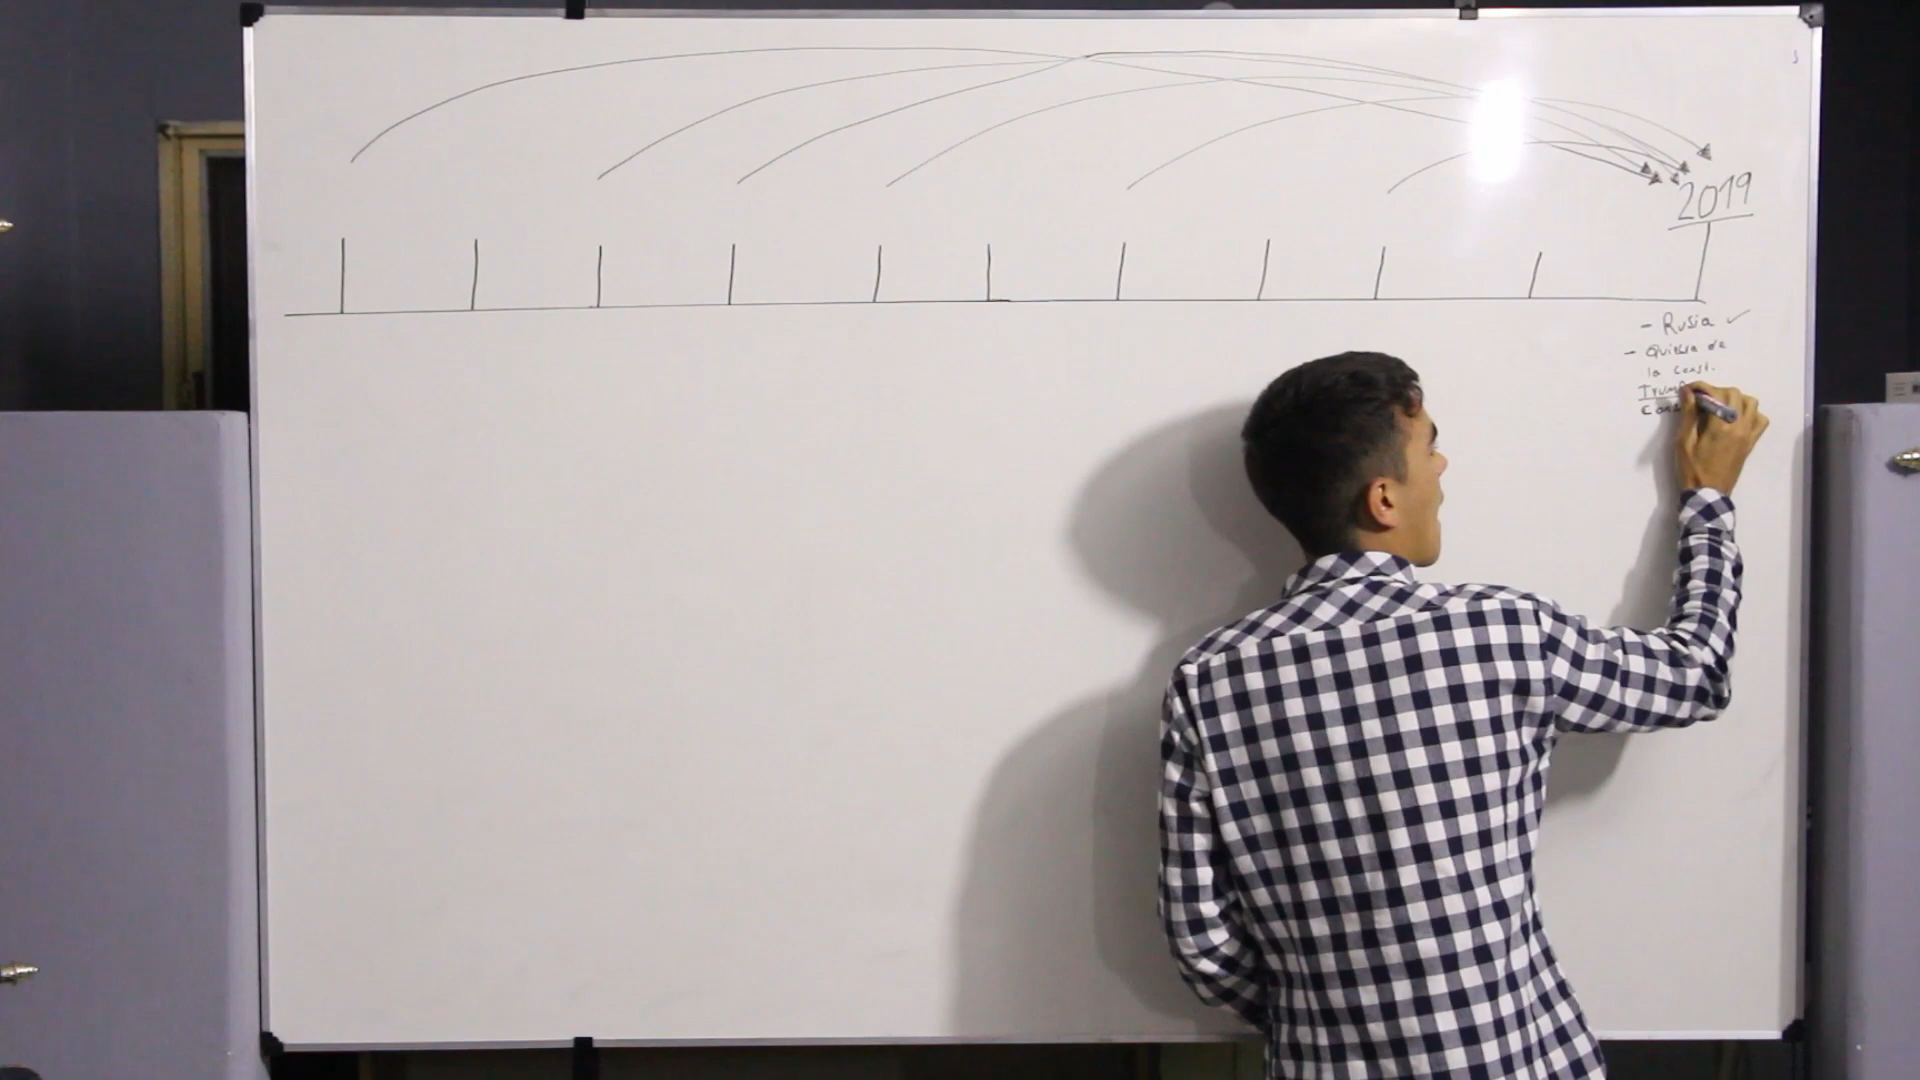 2019
- Rusia ✓
- Quiebra de
la const.
Trump